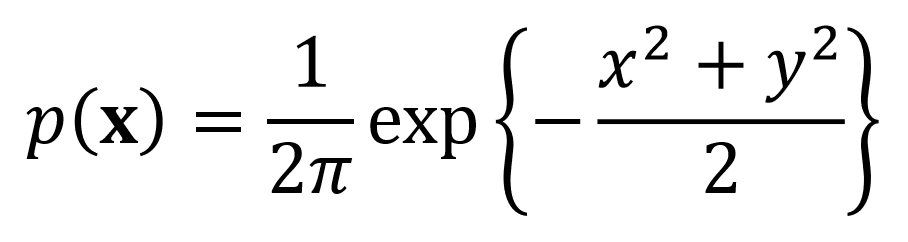 p(𝐱) = 1/2π exp{−x² + y²/2}